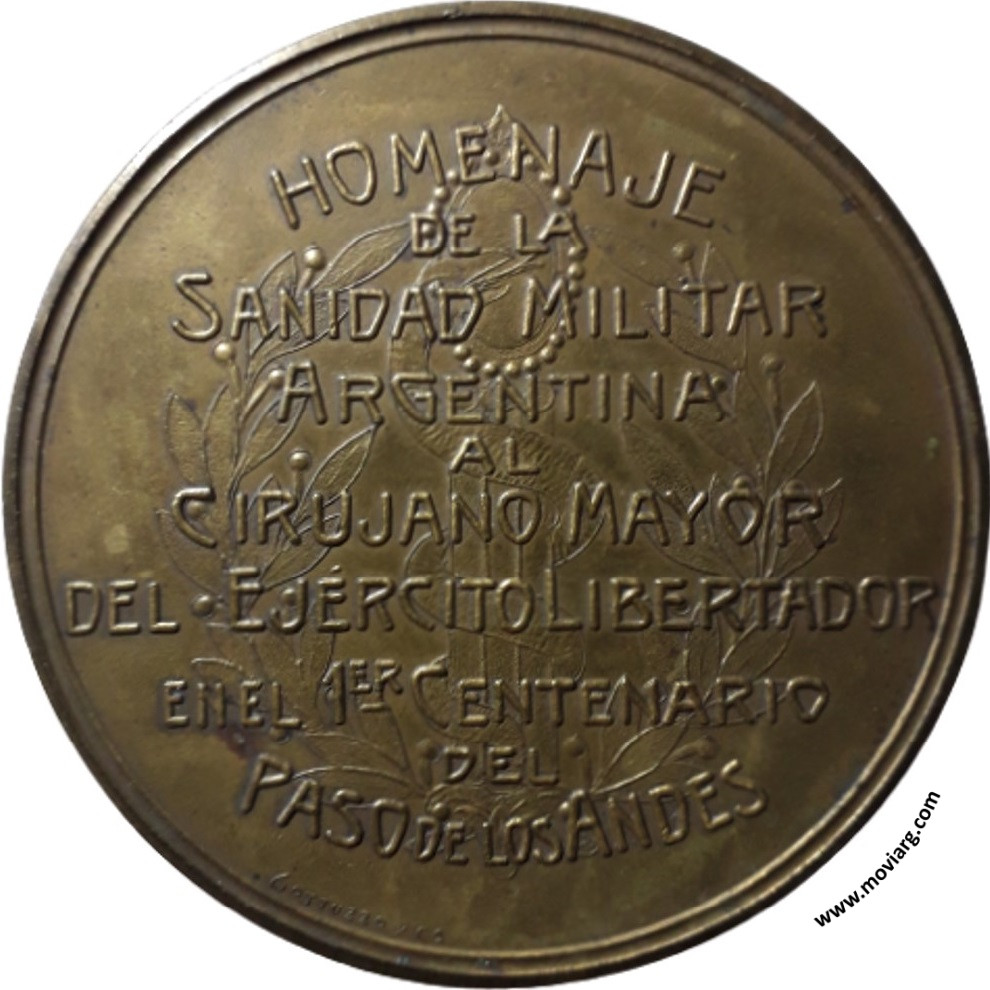 HOMENAJE
DE LA
SANIDAD MILITAR
ARGENTINA
AL
CIRUJANO MAYOR
DEL EJÉRCITO LIBERTADOR
EN EL 1ER CENTENARIO
DEL
PASO DE LOS ANDES
www.moviarg.com